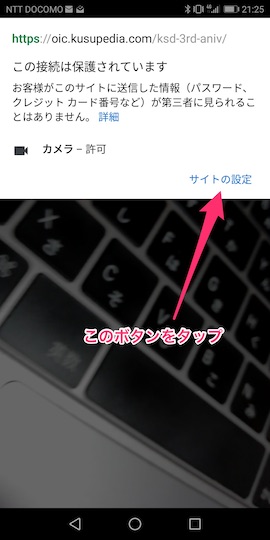 NTT DOCOMO 21:25
https://oic.kusupedia.com/ksd-3rd-aniv/
この接続は保護されています
お客様がこのサイトに送信した情報（パスワード、
クレジット カード番号など）が第三者に見られるこ
とはありません。 詳細
カメラ – 許可
サイトの設定
このボタンをタップ